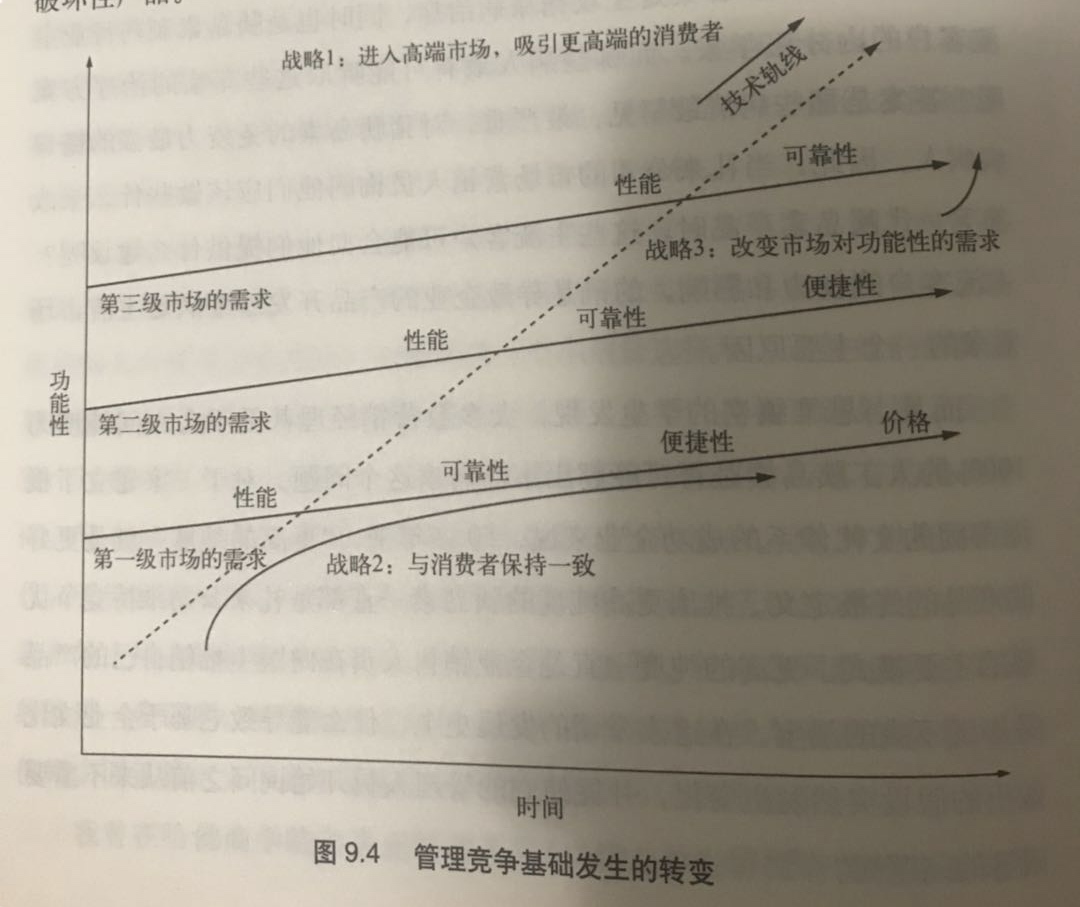 破坏性产品。
战略1：进入高端市场，吸引更高端的消费者
技术轨线
可靠性
性能
战略3：改变市场对功能性的需求
第三级市场的需求
便捷性
可靠性
性能
功能性
第二级市场的需求
价格
便捷性
可靠性
性能
第一级市场的需求
战略2：与消费者保持一致
时间
图 9.4 管理竞争基础发生的转变